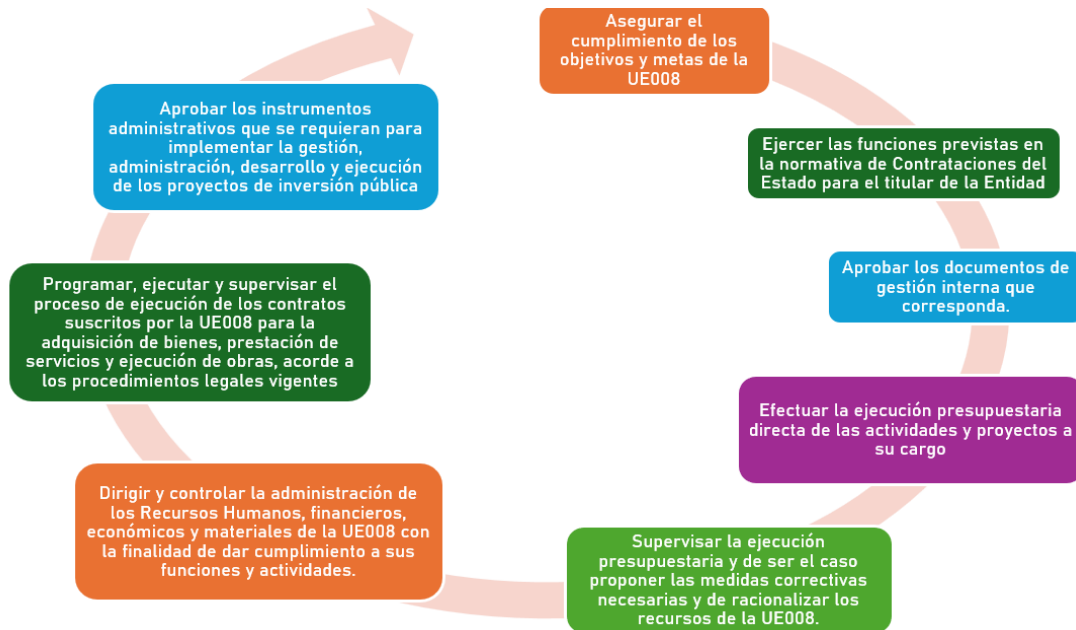 Asegurar el
cumplimiento de los
objetivos y metas de la
UE008
Ejercer las funciones previstas en
la normativa de Contrataciones del
Estado para el titular de la Entidad
Aprobar los documentos de
gestión interna que
corresponda.
Efectuar la ejecución presupuestaria
directa de las actividades y proyectos a
su cargo
Supervisar la ejecución
presupuestaria y de ser el caso
proponer las medidas correctivas
necesarias y de racionalizar los
recursos de la UE008.
Dirigir y controlar la administración de
los Recursos Humanos, financieros,
económicos y materiales de la UE008 con
la finalidad de dar cumplimiento a sus
funciones y actividades.
Programar, ejecutar y supervisar el
proceso de ejecución de los contratos
suscritos por la UE008 para la
adquisición de bienes, prestación de
servicios y ejecución de obras, acorde a
los procedimientos legales vigentes
Aprobar los instrumentos
administrativos que se requieran para
implementar la gestión,
administración, desarrollo y ejecución
de los proyectos de inversión pública